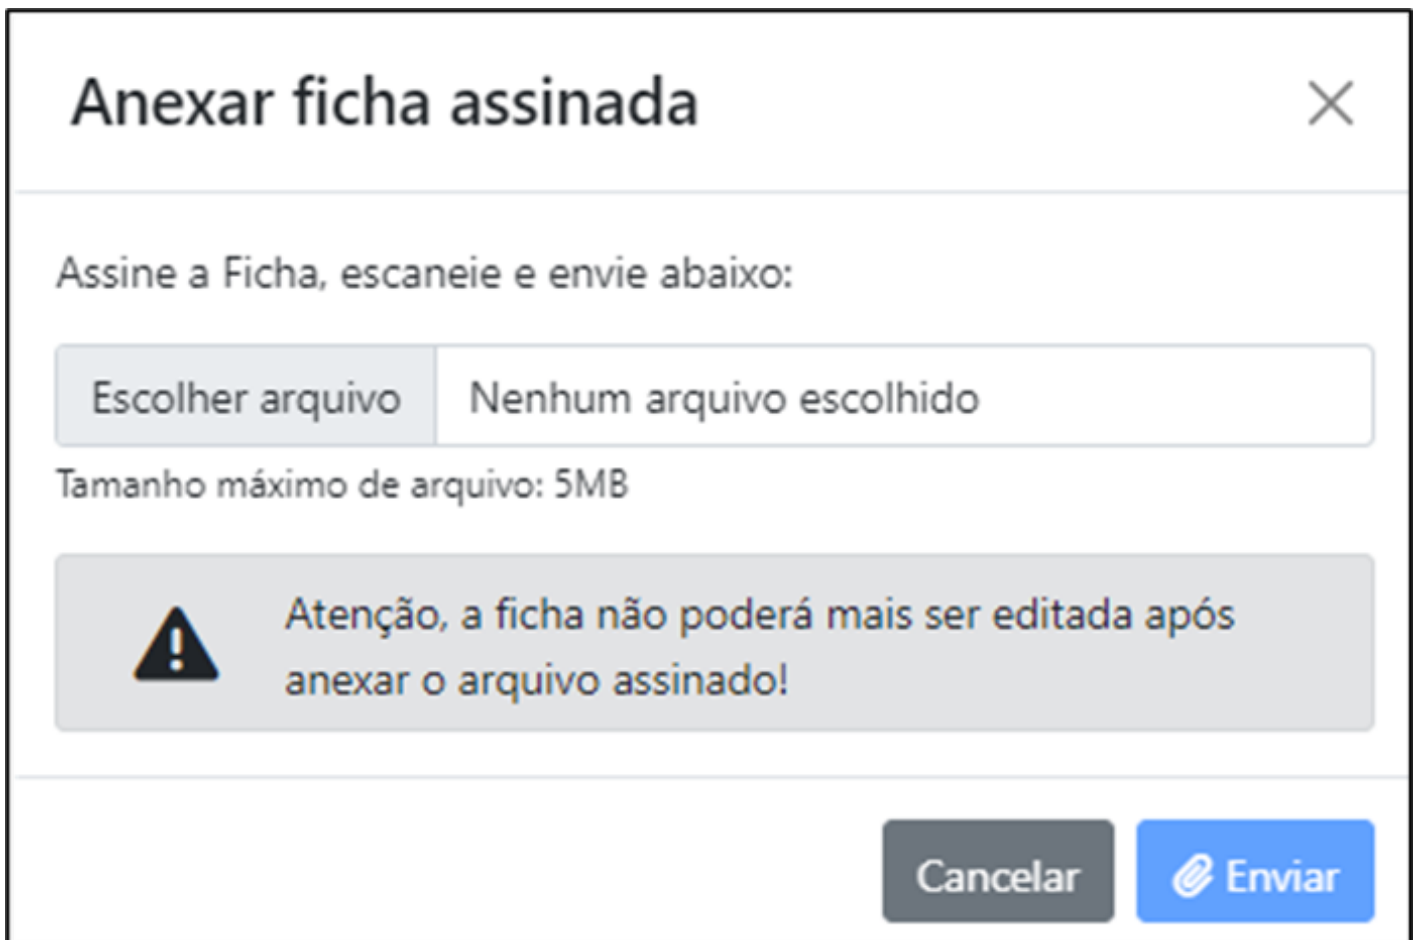 Anexar ficha assinada
Assine a Ficha, escaneie e envie abaixo:
Escolher arquivo Nenhum arquivo escolhido
Tamanho máximo de arquivo: 5MB
Atenção, a ficha não poderá mais ser editada após
anexar o arquivo assinado!
Cancelar Enviar